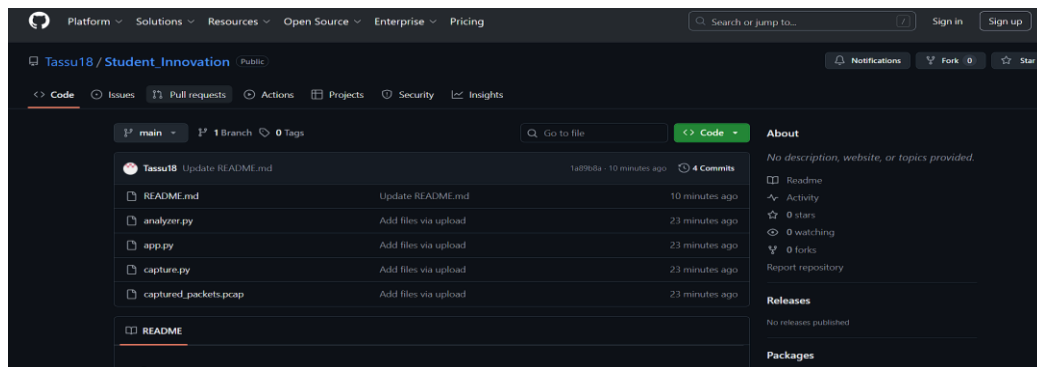 Platform Solutions Resources Open Source Enterprise Pricing Search or jump to... / Sign in Sign up
Tassu18 / Student_Innovation Public Notifications Fork 0 Star
Code Issues Pull requests Actions Projects Security Insights
main 1 Branch 0 Tags Go to file Code
Tassu18 Update README.md 1a89b8a · 10 minutes ago 4 Commits
README.md Update README.md 10 minutes ago
analyzer.py Add files via upload 23 minutes ago
app.py Add files via upload 23 minutes ago
capture.py Add files via upload 23 minutes ago
captured_packets.pcap Add files via upload 23 minutes ago
README
About
No description, website, or topics provided.
Readme
Activity
0 stars
0 watching
0 forks
Report repository
Releases
No releases published
Packages